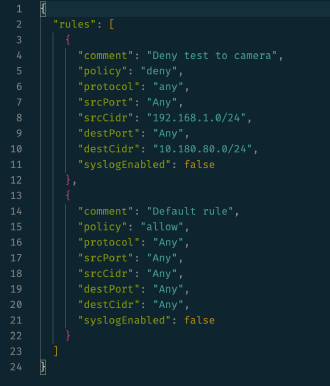 1 {
2 "rules": [
3 {
4 "comment": "Deny test to camera",
5 "policy": "deny",
6 "protocol": "any",
7 "srcPort": "Any",
8 "srcCidr": "192.168.1.0/24",
9 "destPort": "Any",
10 "destCidr": "10.180.80.0/24",
11 "syslogEnabled": false
12 },
13 {
14 "comment": "Default rule",
15 "policy": "allow",
16 "protocol": "Any",
17 "srcPort": "Any",
18 "srcCidr": "Any",
19 "destPort": "Any",
20 "destCidr": "Any",
21 "syslogEnabled": false
22 }
23 ]
24 }